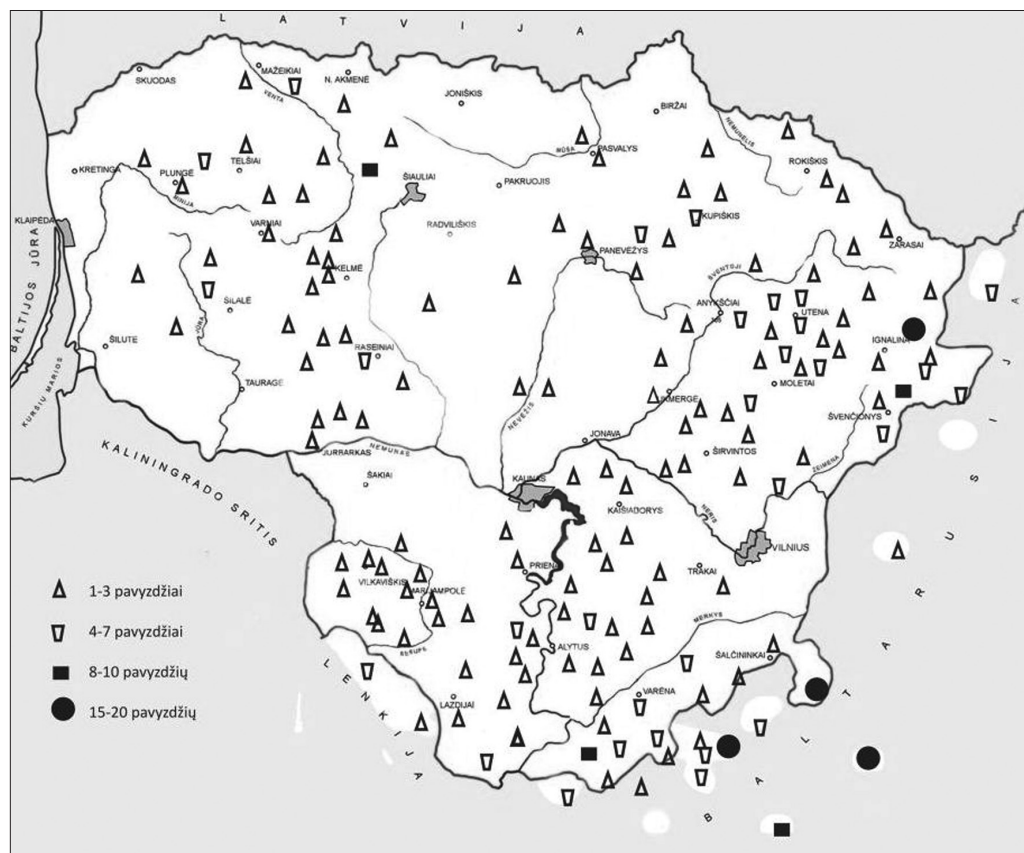 L A T V I J A
MAŽEIKIAI
SKUODAS
N. AKMENĖ
VENTA
JONIŠKIS
BIRŽAI
NEMUNĖLIS
MŪŠA
PASVALYS
ROKIŠKIS
TELŠIAI
KRETINGA
PLUNGĖ
ŠIAULIAI
PAKRUOJIS
MINIJA
KLAIPĖDA
VARNIAI
RADVILIŠKIS
KUPIŠKIS
ZARASAI
PANEVĖŽYS
KELMĖ
ŠVENTOJI
BALTIJOS JŪRA
ŠILALĖ
ANYKŠČIAI
UTENA
JŪRA
ŠILUTĖ
RASEINIAI
IGNALINA
KURŠIŲ MARIOS
TAURAGĖ
MOLĖTAI
UKMERGĖ
NEVĖŽIS
ŠVENČIONYS
JONAVA
KALININGRADO SRITIS
NEMUNAS
JURBARKAS
ŠIRVINTOS
ŽEIMENA
ŠAKIAI
KAUNAS
KAIŠIADORYS
NERIS
VILNIUS
PRIENAI
TRAKAI
VILKAVIŠKIS
MARIJAMPOLĖ
1-3 pavyzdžiai
4-7 pavyzdžiai
8-10 pavyzdžių
15-20 pavyzdžių
MERKYS
ŠEŠUPĖ
ALYTUS
ŠALČININKAI
LENKIJA
LAZDIJAI
VARĖNA
BALTARUSIJA